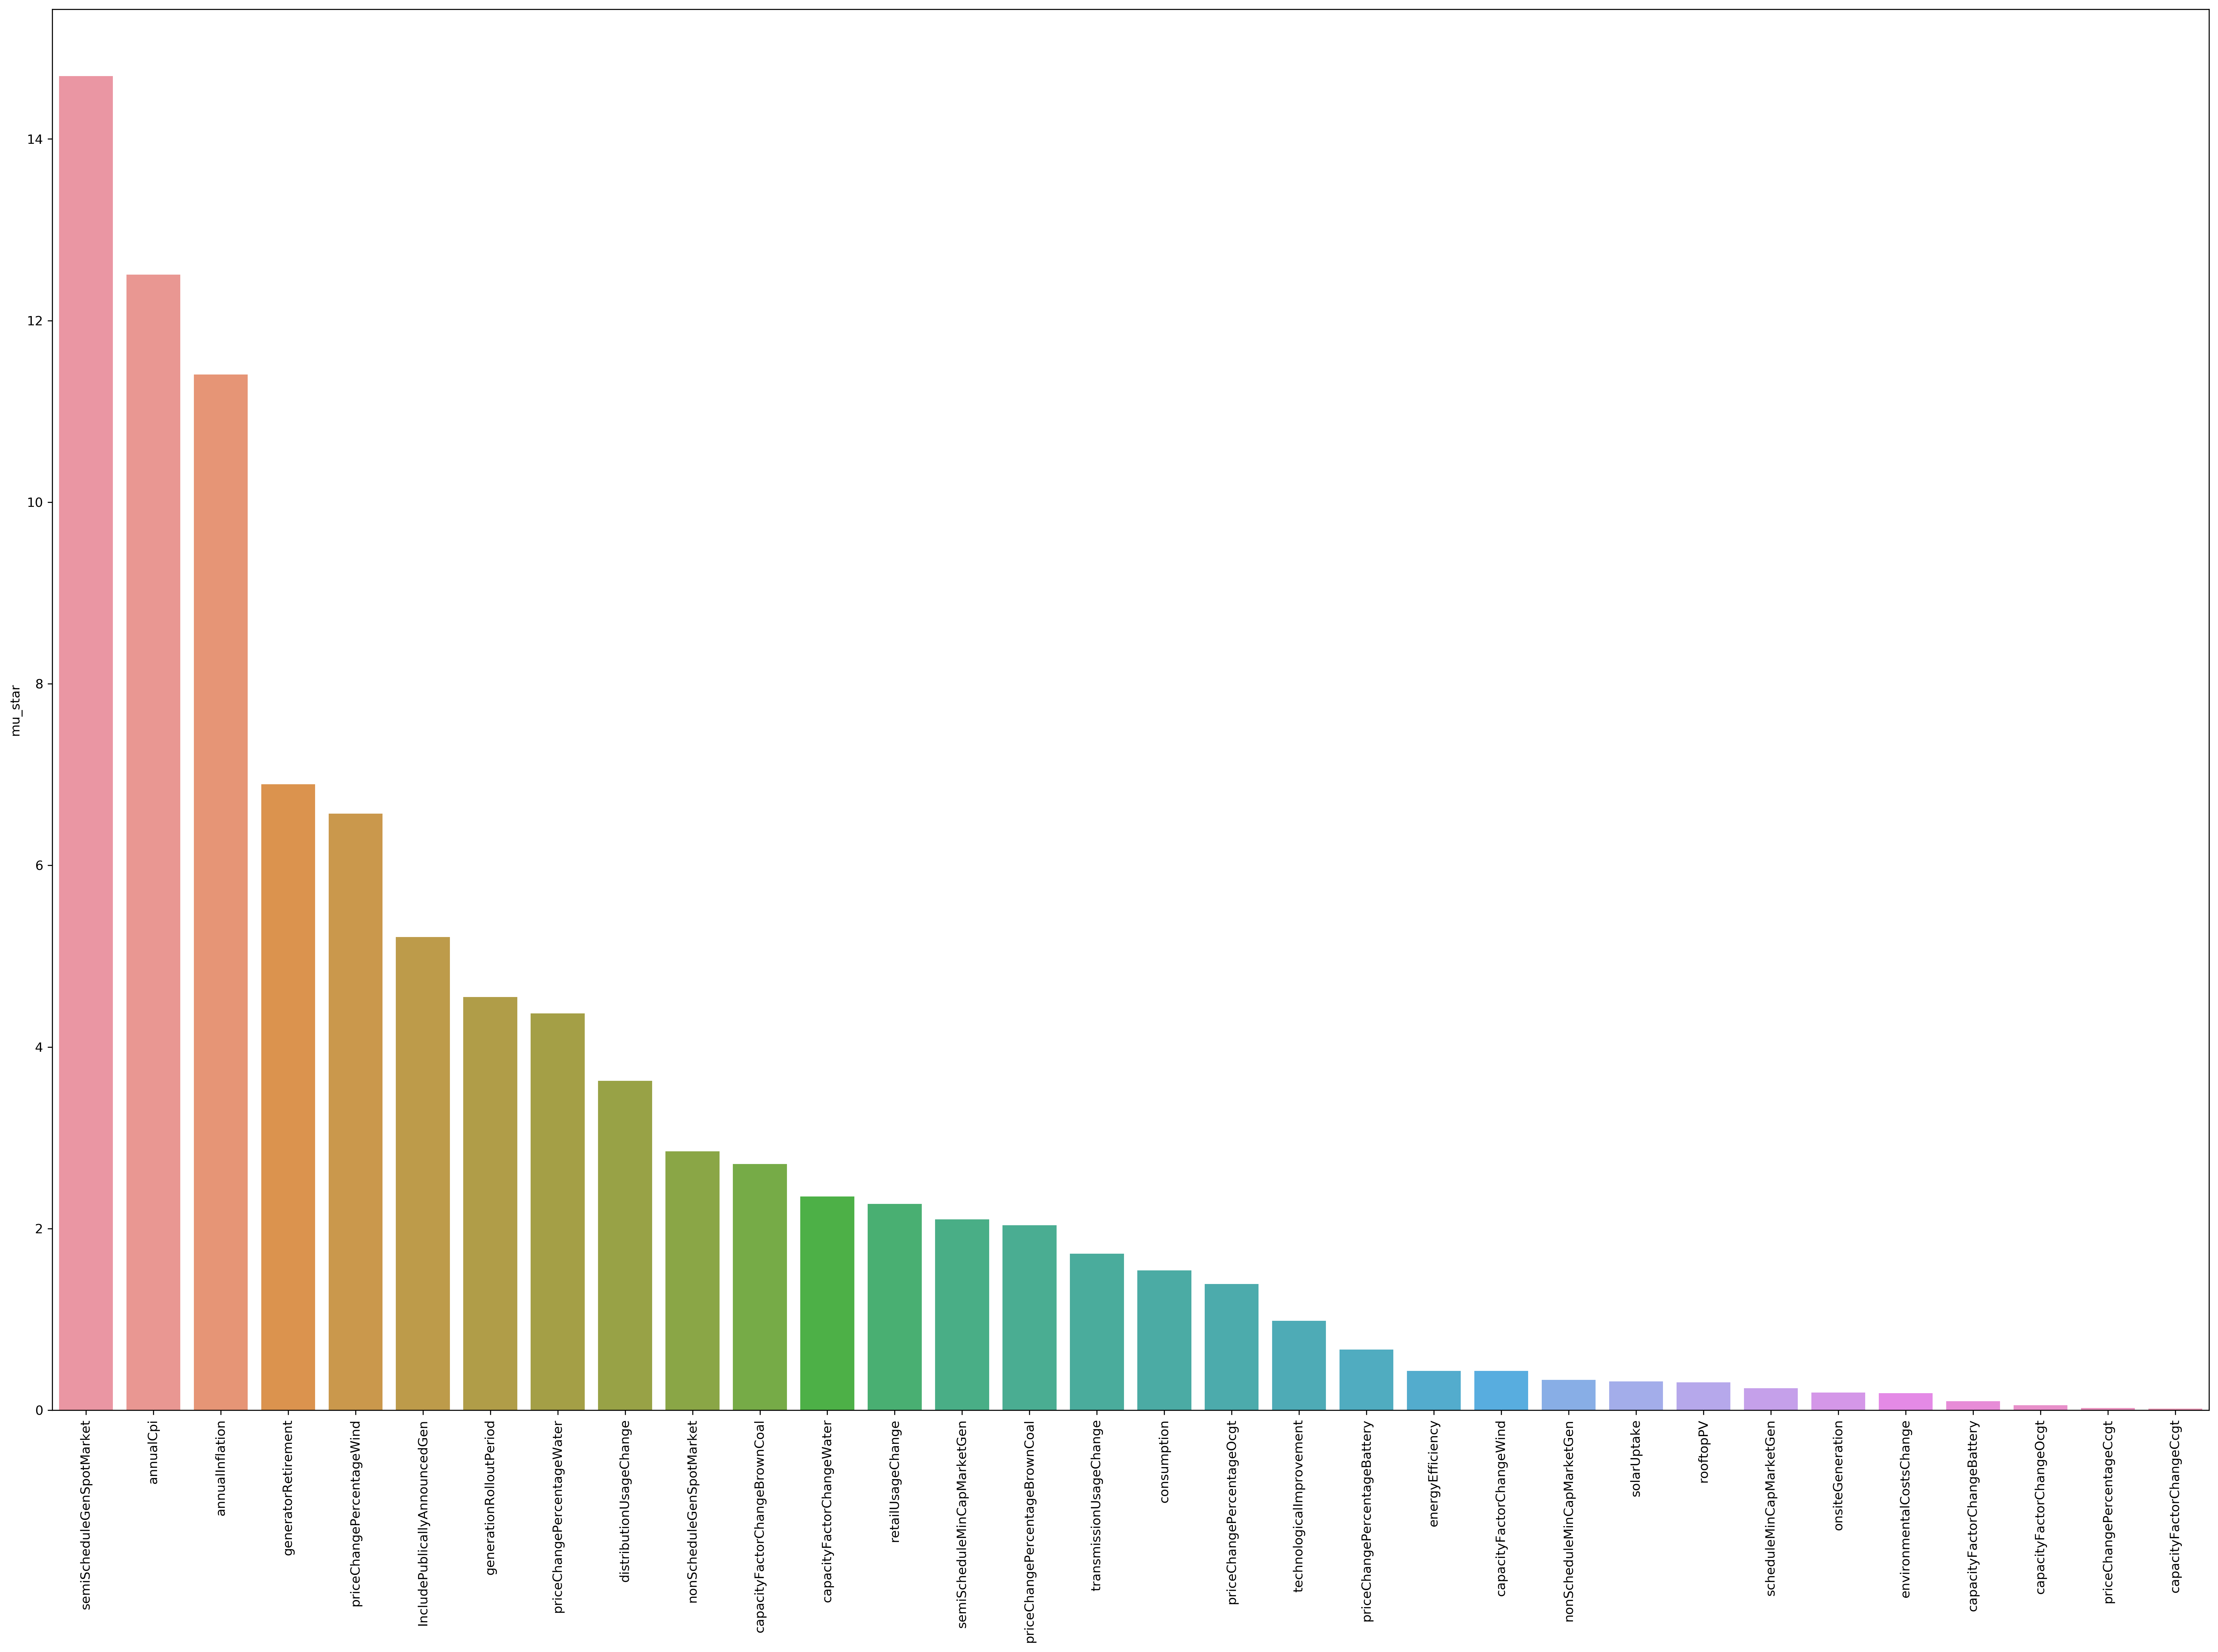 mu_star
14
12
10
8
6
4
2
0
semiScheduleGenSpotMarket
annualCpi
annualInflation
generatorRetirement
priceChangePercentageWind
IncludePublicallyAnnouncedGen
generationRolloutPeriod
priceChangePercentageWater
distributionUsageChange
nonScheduleGenSpotMarket
capacityFactorChangeBrownCoal
capacityFactorChangeWater
retailUsageChange
semiScheduleMinCapMarketGen
priceChangePercentageBrownCoal
transmissionUsageChange
consumption
priceChangePercentageOcgt
technologicalImprovement
priceChangePercentageBattery
energyEfficiency
capacityFactorChangeWind
nonScheduleMinCapMarketGen
solarUptake
rooftopPV
scheduleMinCapMarketGen
onsiteGeneration
environmentalCostsChange
capacityFactorChangeBattery
capacityFactorChangeOcgt
priceChangePercentageCcgt
capacityFactorChangeCcgt